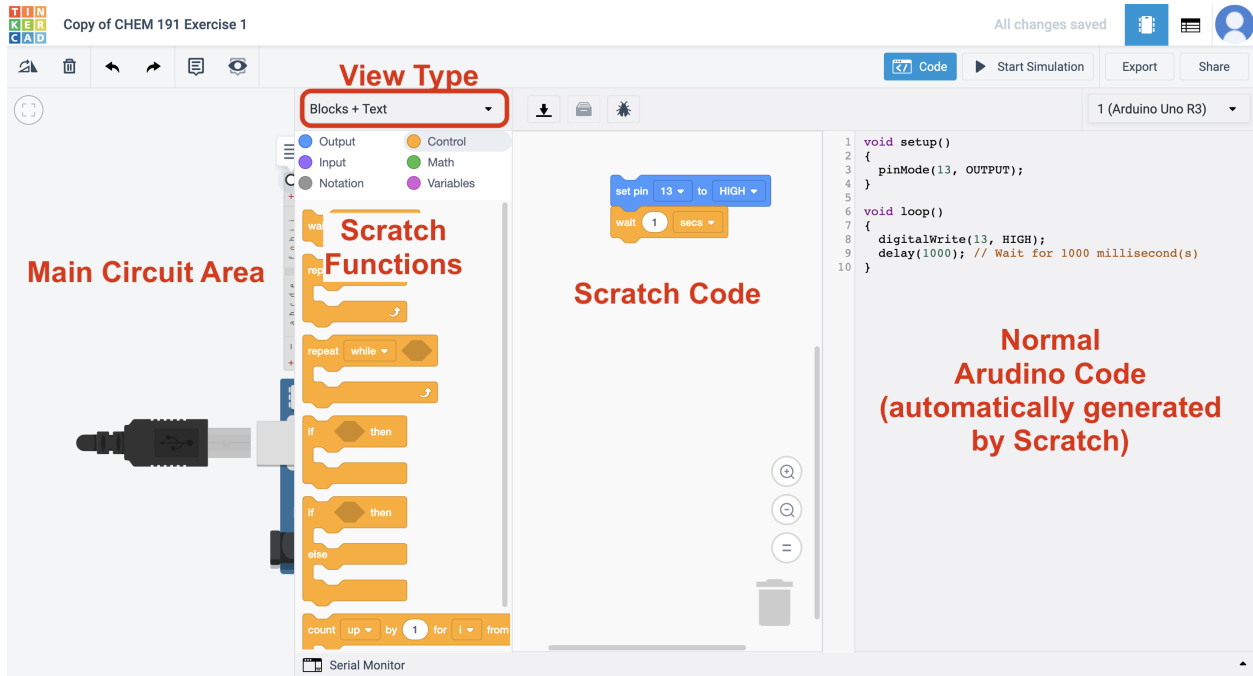 TIN
KER
CAD
Copy of CHEM 191 Exercise 1
All changes saved
Code
Start Simulation
Export
Share
View Type
Blocks + Text
1 (Arduino Uno R3)
Output
Control
Input
Math
Notation
Variables
Main Circuit Area
Scratch
Functions
wa
rep
repeat while
if then
if then
else
count up by 1 for i from
set pin 13 to HIGH
wait 1 secs
Scratch Code
1 void setup()
2 {
3 pinMode(13, OUTPUT);
4 }
5
6 void loop()
7 {
8 digitalWrite(13, HIGH);
9 delay(1000); // Wait for 1000 millisecond(s)
10 }
Normal
Arudino Code
(automatically generated
by Scratch)
Serial Monitor